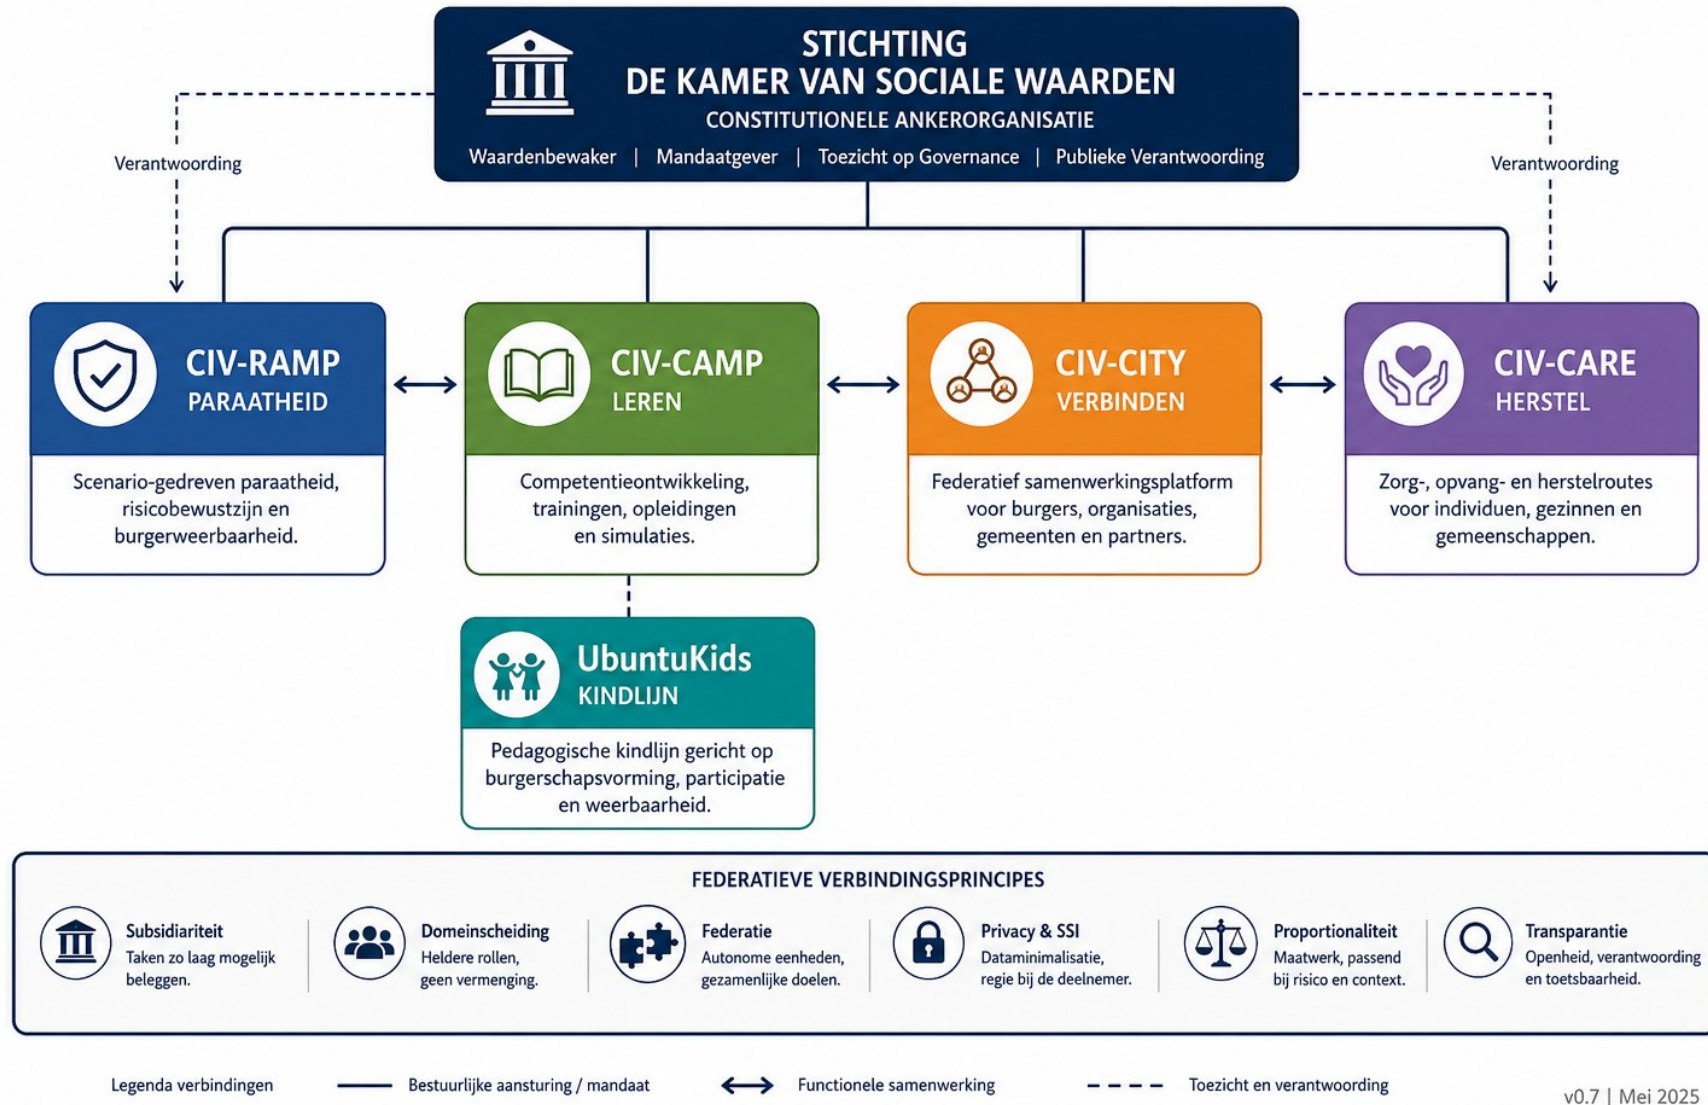 STICHTING
DE KAMER VAN SOCIALE WAARDEN
CONSTITUTIONELE ANKERORGANISATIE
Waardenbewaker | Mandaatgever | Toezicht op Governance | Publieke Verantwoording
Verantwoording
Verantwoording
CIV-RAMP
PARAATHEID
Scenario-gedreven paraatheid,
risicobewustzijn en
burgerweerbaarheid.
CIV-CAMP
LEREN
Competentieontwikkeling,
trainingen, opleidingen
en simulaties.
CIV-CITY
VERBINDEN
Federatief samenwerkingsplatform
voor burgers, organisaties,
gemeenten en partners.
CIV-CARE
HERSTEL
Zorg-, opvang- en herstelroutes
voor individuen, gezinnen en
gemeenschappen.
UbuntuKids
KINDLIJN
Pedagogische kindlijn gericht op
burgerschapsvorming, participatie
en weerbaarheid.
FEDERATIEVE VERBINDINGSPRINCIPES
Subsidiariteit
Taken zo laag mogelijk
beleggen.
Domeinscheiding
Heldere rollen,
geen vermenging.
Federatie
Autonome eenheden,
gezamenlijke doelen.
Privacy & SSI
Dataminimalisatie,
regie bij de deelnemer.
Proportionaliteit
Maatwerk, passend
bij risico en context.
Transparantie
Openheid, verantwoording
en toetsbaarheid.
Legenda verbindingen
Bestuurlijke aansturing / mandaat
Functionele samenwerking
Toezicht en verantwoording
v0.7 | Mei 2025